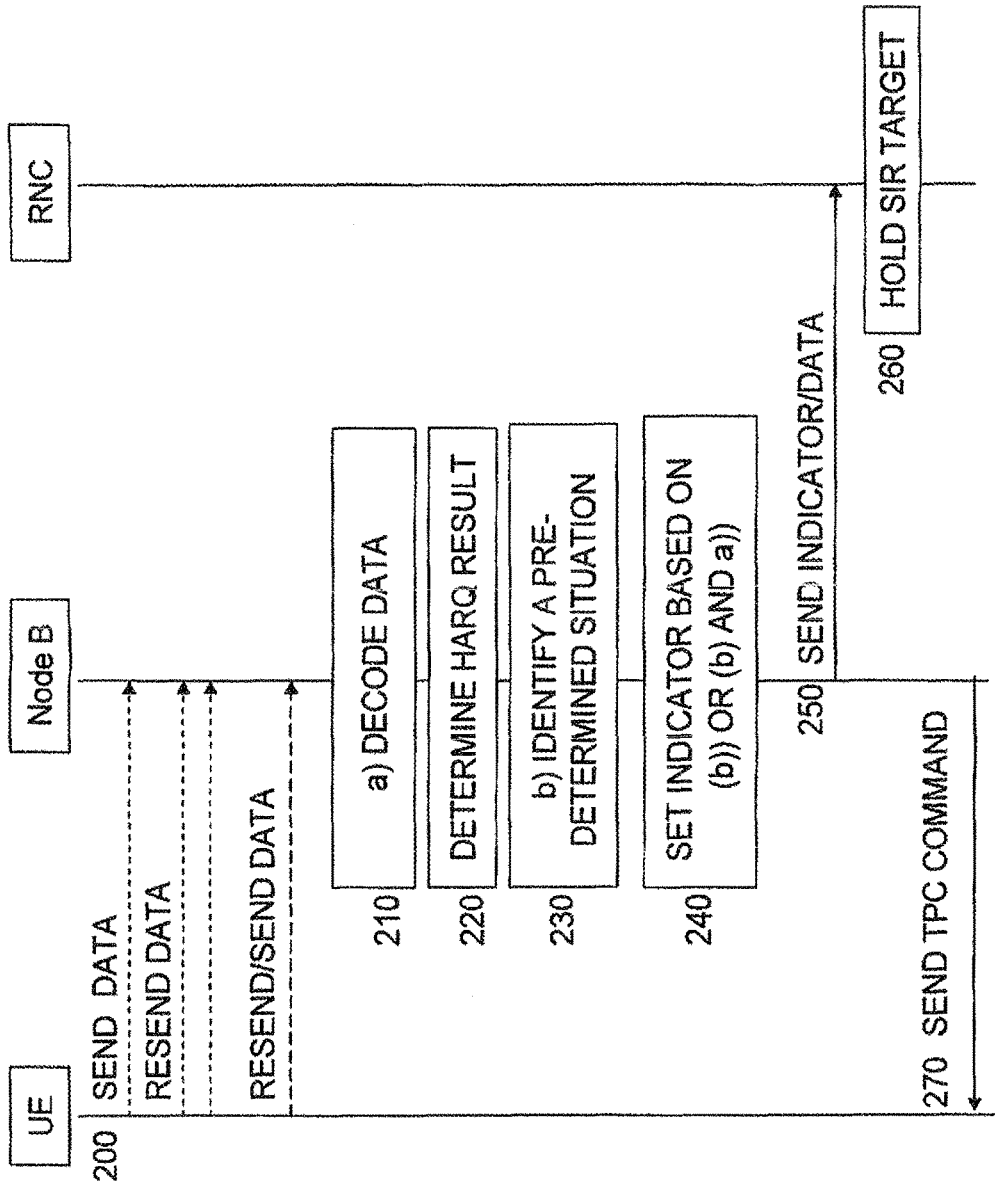 UE
Node B
RNC
200 SEND DATA
RESEND DATA
RESEND/SEND DATA
210
a) DECODE DATA
220
DETERMINE HARQ RESULT
230
b) IDENTIFY A PRE-
DETERMINED SITUATION
240
SET INDICATOR BASED ON
(b)) OR (b) AND a))
250 SEND INDICATOR/DATA
260
HOLD SIR TARGET
270 SEND TPC COMMAND